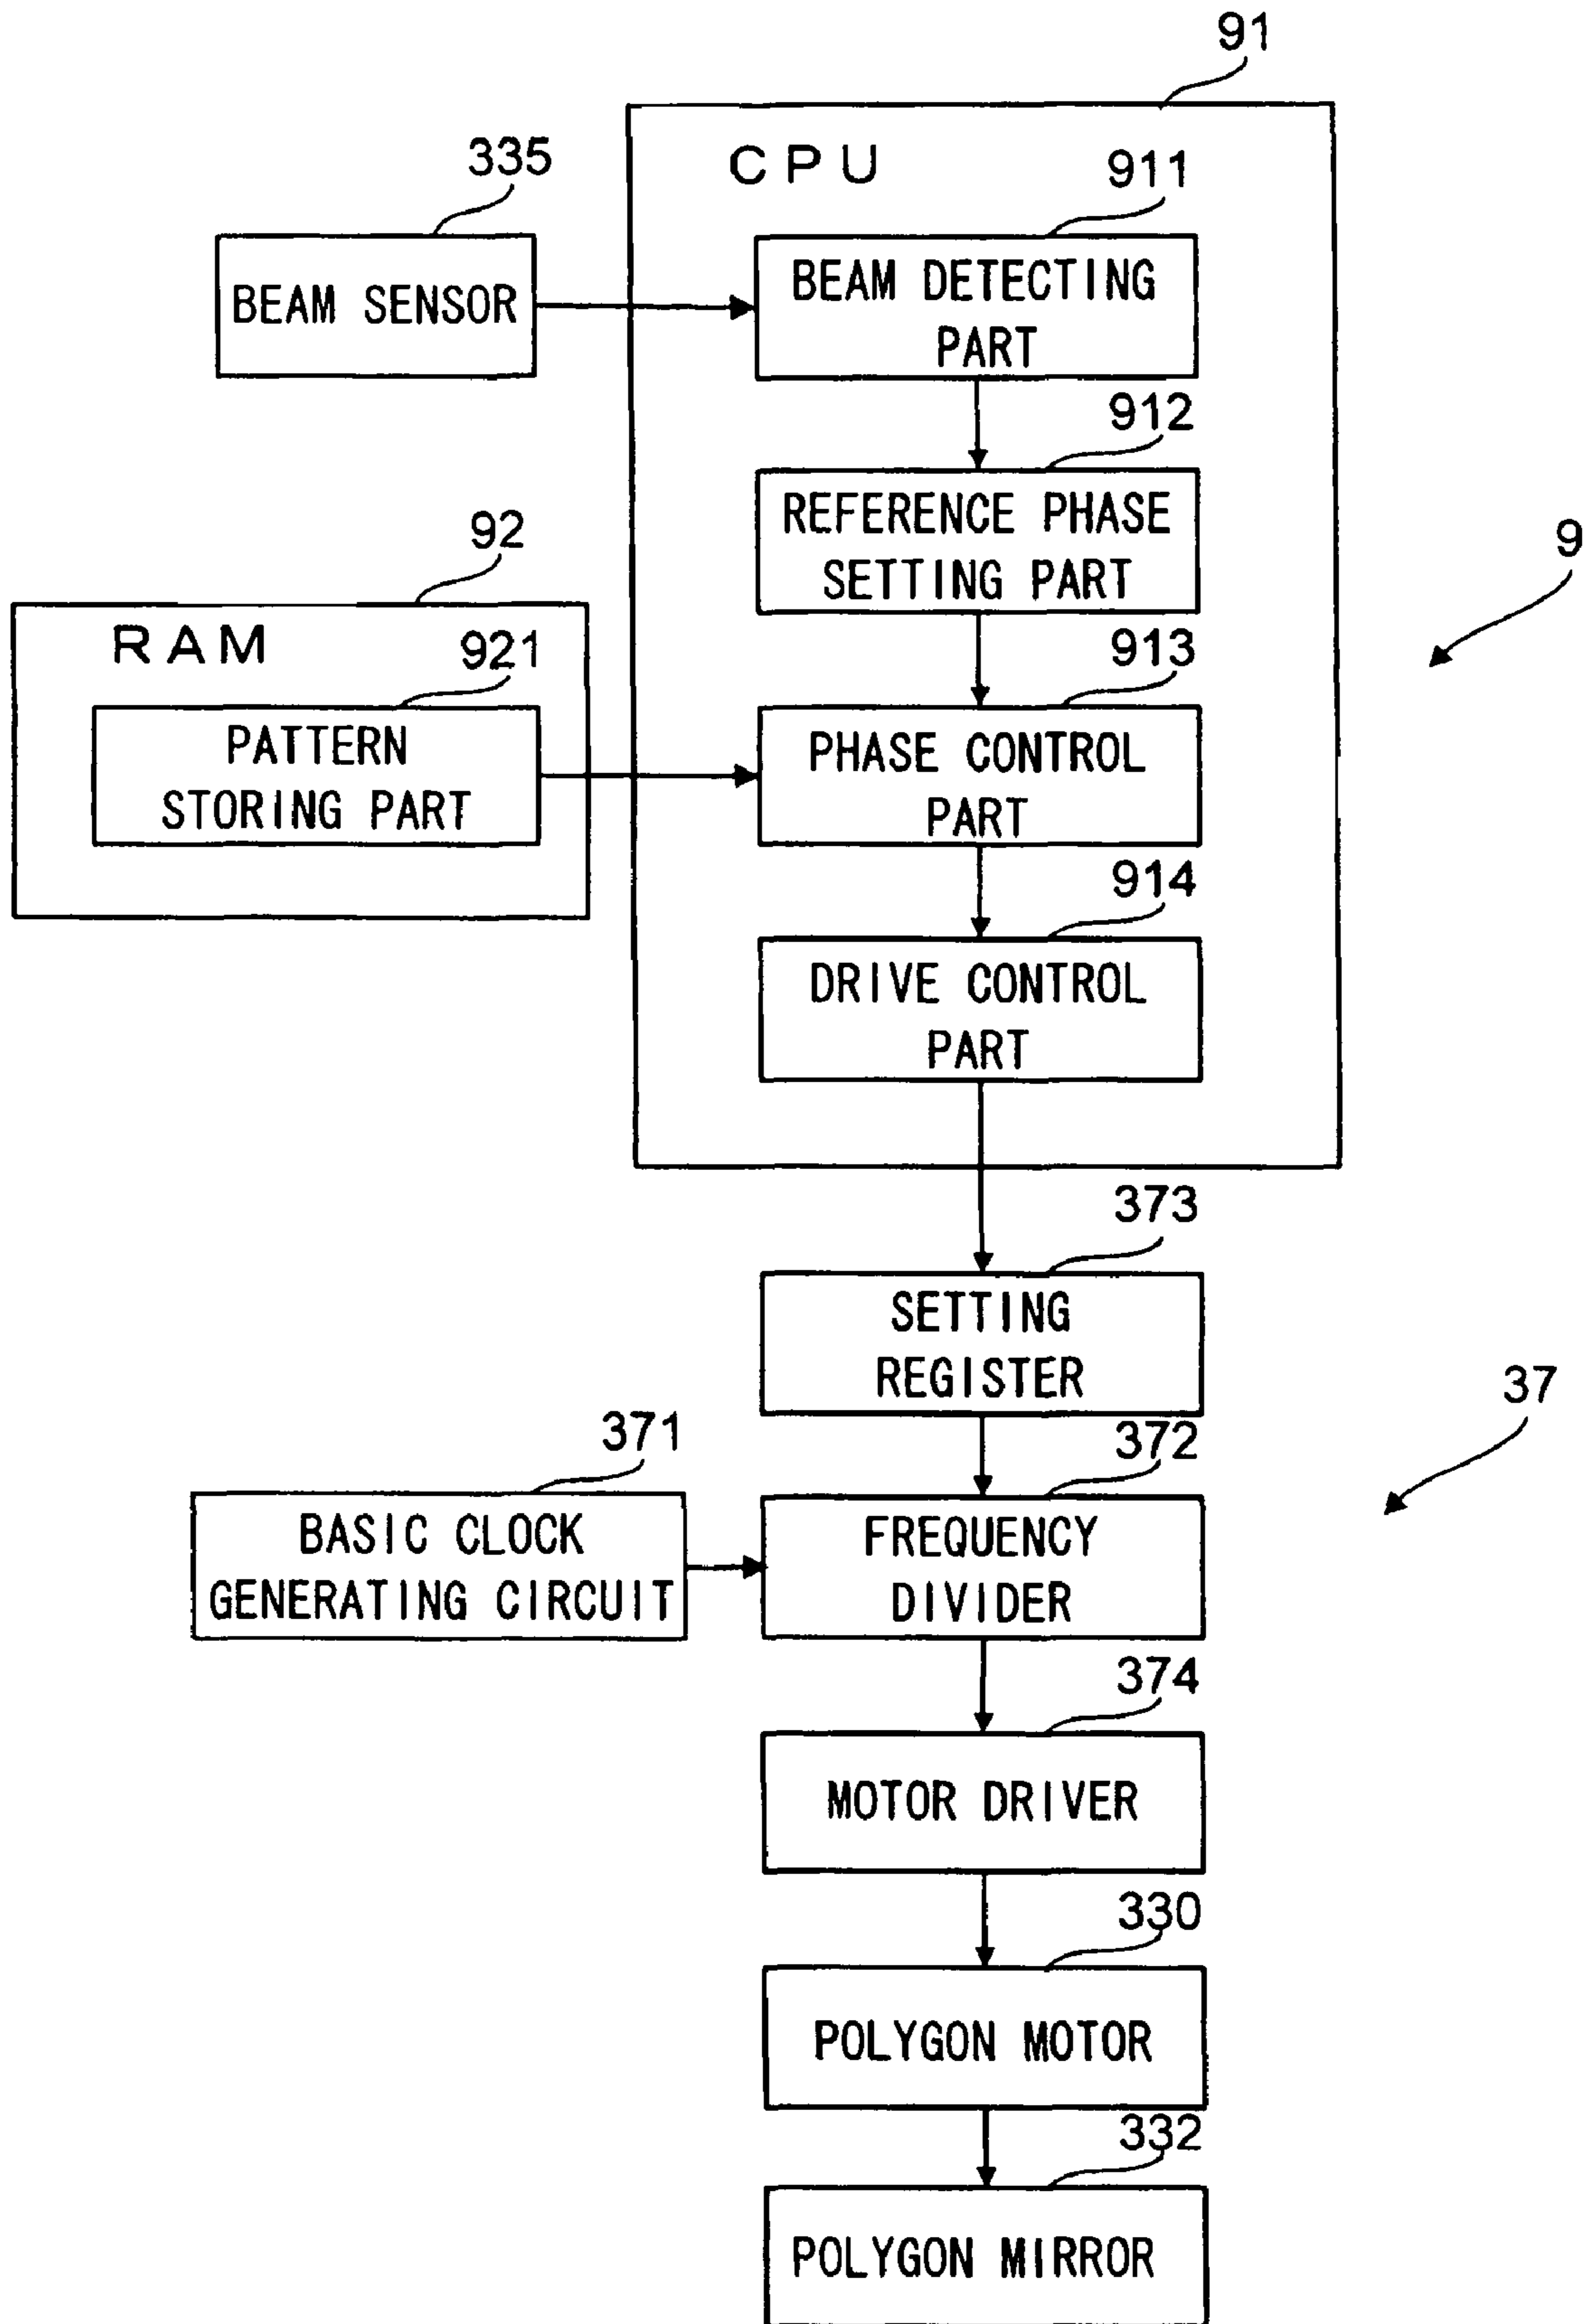 91
CPU
335
911
BEAM SENSOR
BEAM DETECTING
PART
912
REFERENCE PHASE
SETTING PART
9
92
RAM
921
913
PATTERN
STORING PART
PHASE CONTROL
PART
914
DRIVE CONTROL
PART
373
SETTING
REGISTER
37
371
372
BASIC CLOCK
GENERATING CIRCUIT
FREQUENCY
DIVIDER
374
MOTOR DRIVER
330
POLYGON MOTOR
332
POLYGON MIRROR